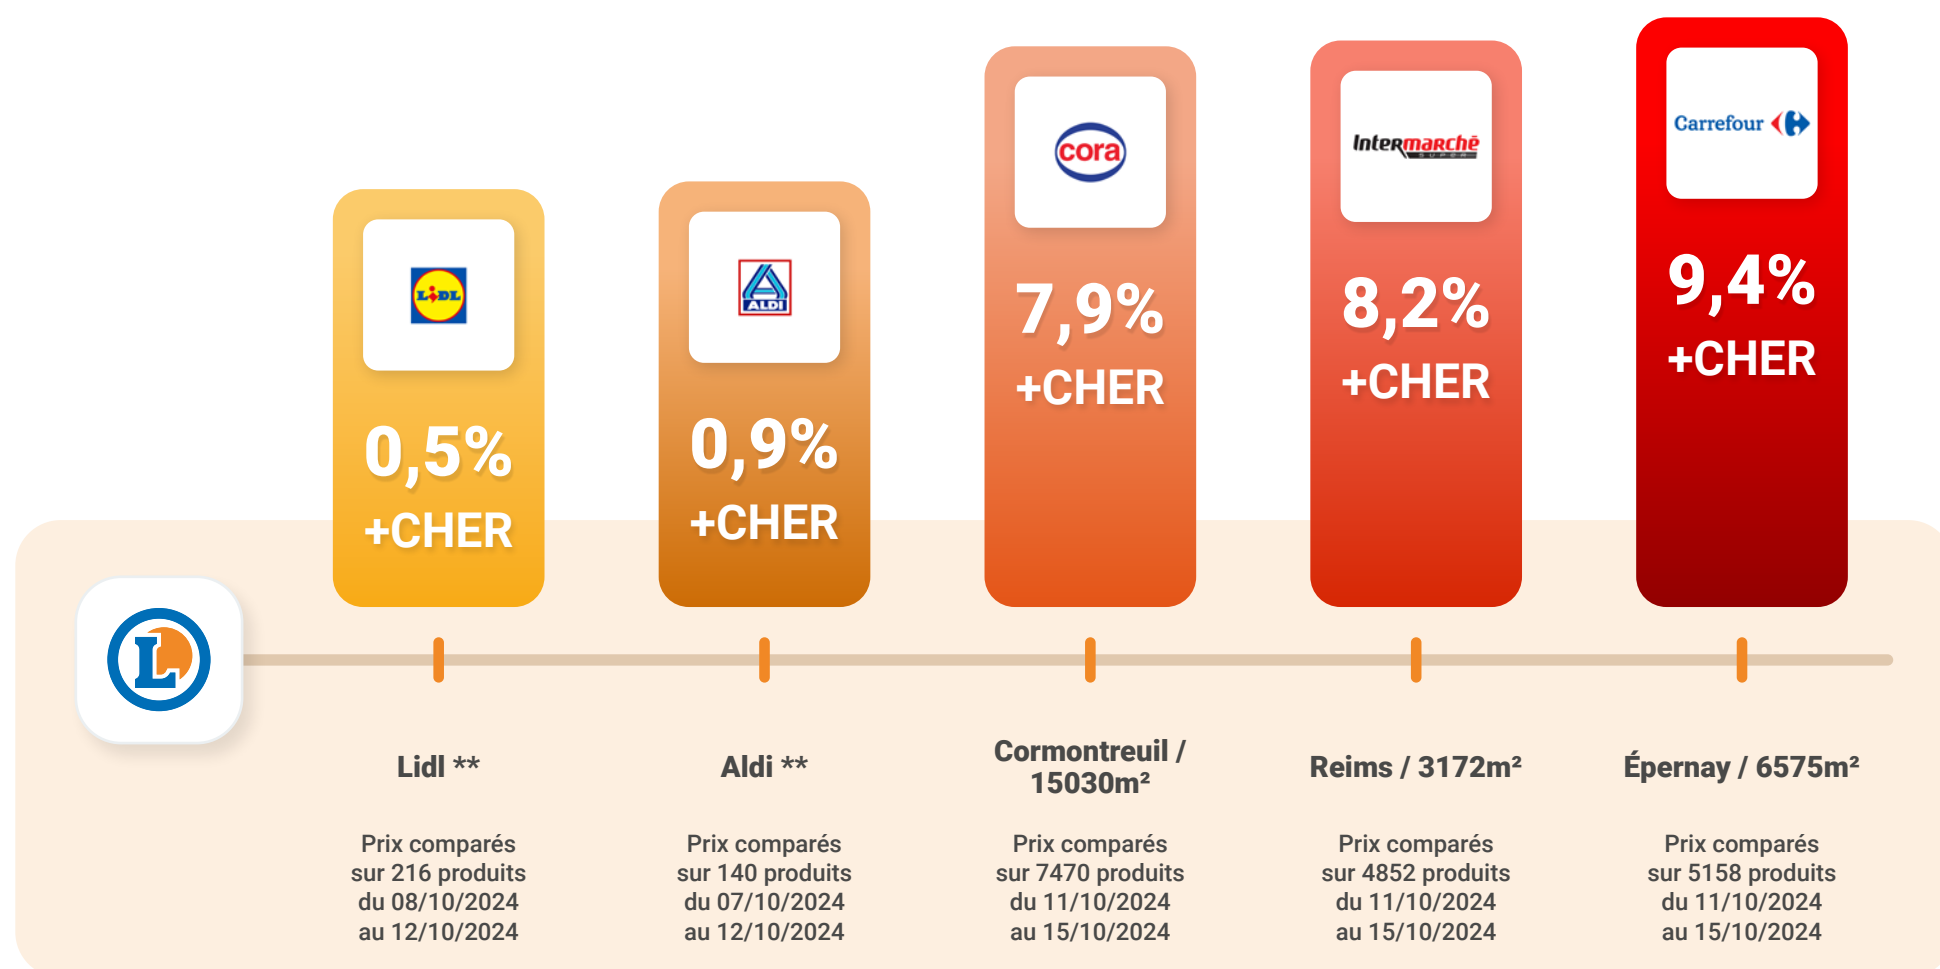 LiDL
0,5%
+CHER
ALDI
0,9%
+CHER
cora
7,9%
+CHER
Intermarchē
SUPER
8,2%
+CHER
Carrefour
9,4%
+CHER
L
Lidl **
Prix comparés
sur 216 produits
du 08/10/2024
au 12/10/2024
Aldi **
Prix comparés
sur 140 produits
du 07/10/2024
au 12/10/2024
Cormontreuil /
15030m²
Prix comparés
sur 7470 produits
du 11/10/2024
au 15/10/2024
Reims / 3172m²
Prix comparés
sur 4852 produits
du 11/10/2024
au 15/10/2024
Épernay / 6575m²
Prix comparés
sur 5158 produits
du 11/10/2024
au 15/10/2024